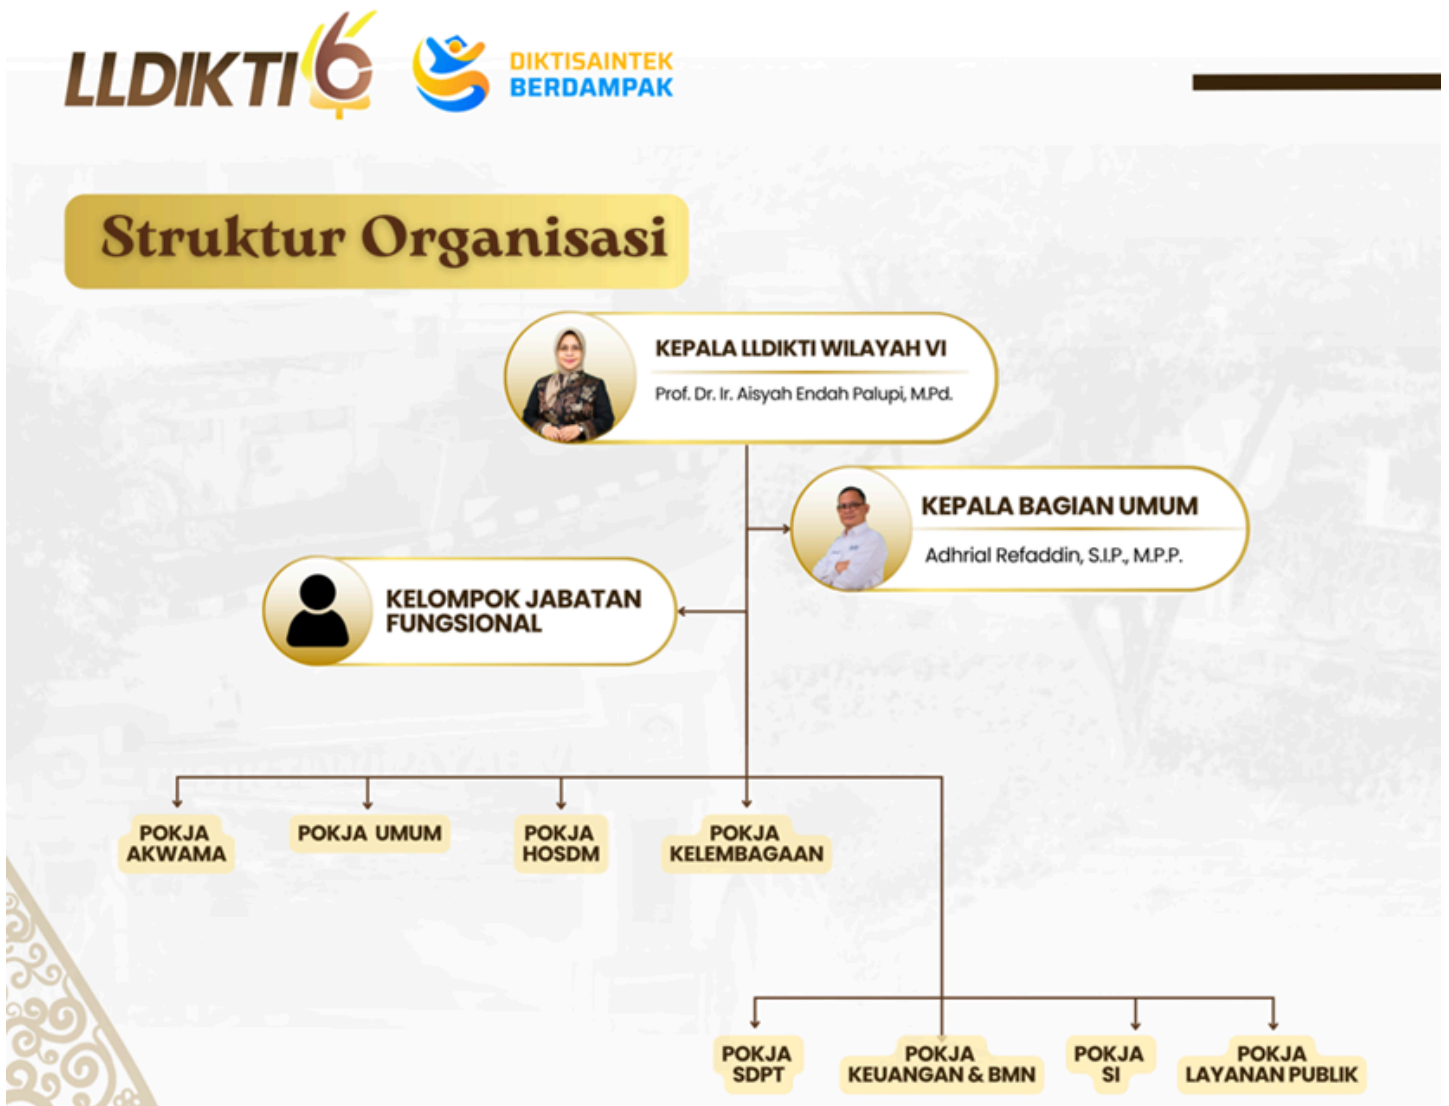 LLDIKTI 6
DIKTISAINTEK
BERDAMPAK
Struktur Organisasi
KEPALA LLDIKTI WILAYAH VI
Prof. Dr. Ir. Aisyah Endah Palupi, M.Pd.
KEPALA BAGIAN UMUM
Adhrial Refaddin, S.I.P., M.P.P.
KELOMPOK JABATAN
FUNGSIONAL
POKJA
AKWAMA
POKJA UMUM
POKJA
HOSDM
POKJA
KELEMBAGAAN
POKJA
SDPT
POKJA
KEUANGAN & BMN
POKJA
SI
POKJA
LAYANAN PUBLIK